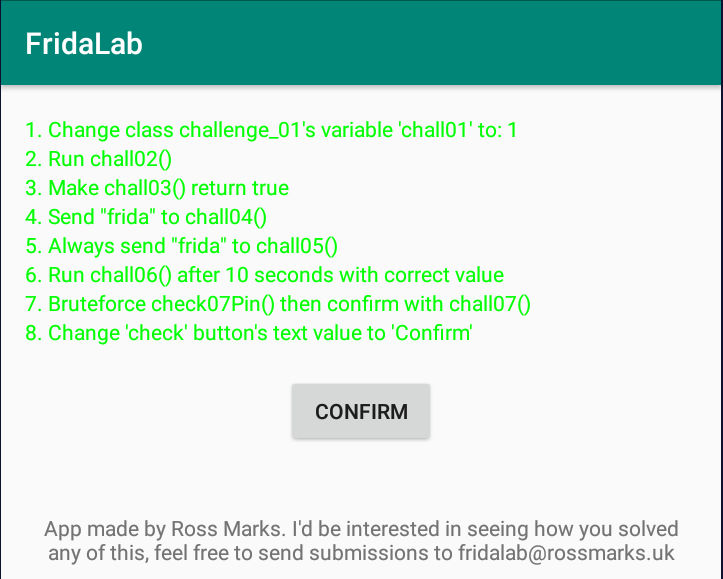 FridaLab
1. Change class challenge_01's variable 'chall01' to: 1
2. Run chall02()
3. Make chall03() return true
4. Send "frida" to chall04()
5. Always send "frida" to chall05()
6. Run chall06() after 10 seconds with correct value
7. Bruteforce check07Pin() then confirm with chall07()
8. Change 'check' button's text value to 'Confirm'
CONFIRM
App made by Ross Marks. I'd be interested in seeing how you solved
any of this, feel free to send submissions to fridalab@rossmarks.uk